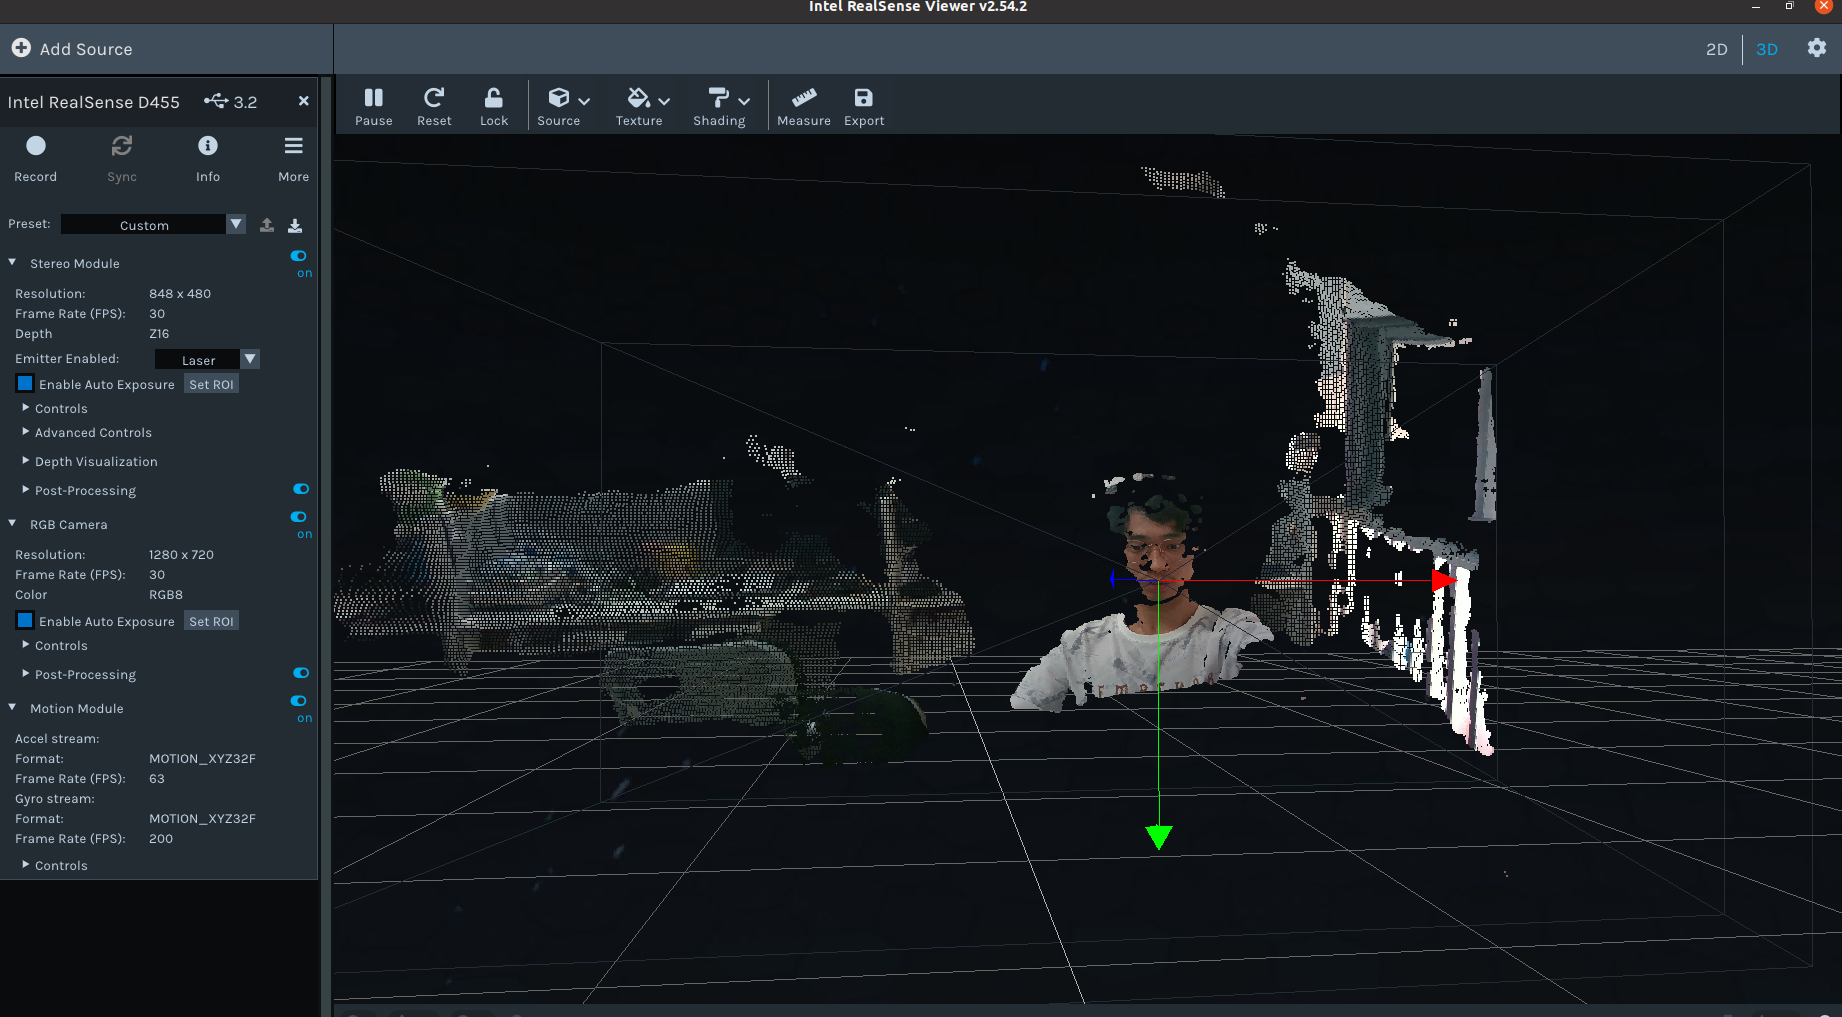 Intel RealSense Viewer v2.54.2
Add Source
2D
3D
Intel RealSense D455
3.2
Pause
Reset
Lock
Source
Texture
Shading
Measure
Export
Record
Sync
Info
More
Preset:
Custom
Stereo Module
on
Resolution: 848 x 480
Frame Rate (FPS): 30
Depth Z16
Emitter Enabled: Laser
Enable Auto Exposure Set ROI
Controls
Advanced Controls
Depth Visualization
Post-Processing
RGB Camera
on
Resolution: 1280 x 720
Frame Rate (FPS): 30
Color RGB8
Enable Auto Exposure Set ROI
Controls
Post-Processing
Motion Module
on
Accel stream:
Format: MOTION_XYZ32F
Frame Rate (FPS): 63
Gyro stream:
Format: MOTION_XYZ32F
Frame Rate (FPS): 200
Controls